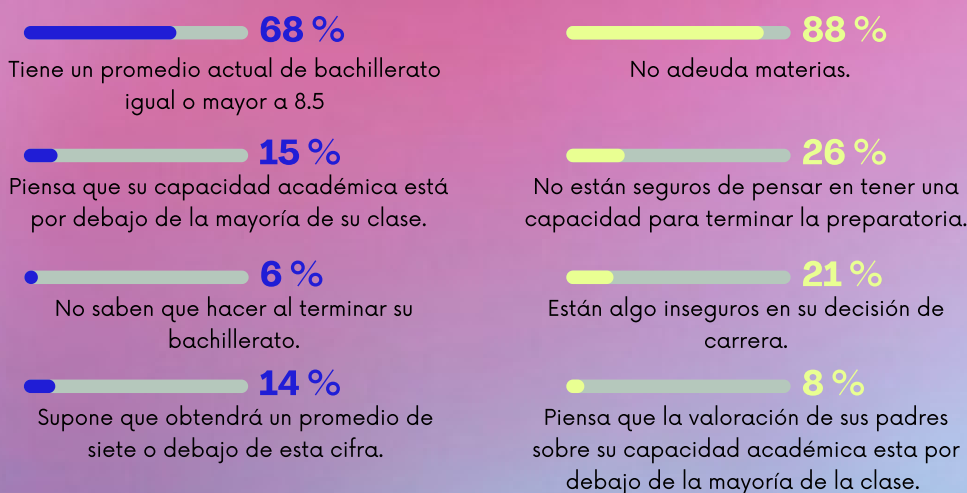 68 %
Tiene un promedio actual de bachillerato
igual o mayor a 8.5
15 %
Piensa que su capacidad académica está
por debajo de la mayoría de su clase.
6 %
No saben que hacer al terminar su
bachillerato.
14 %
Supone que obtendrá un promedio de
siete o debajo de esta cifra.
88 %
No adeuda materias.
26 %
No están seguros de pensar en tener una
capacidad para terminar la preparatoria.
21 %
Están algo inseguros en su decisión de
carrera.
8 %
Piensa que la valoración de sus padres
sobre su capacidad académica esta por
debajo de la mayoría de la clase.